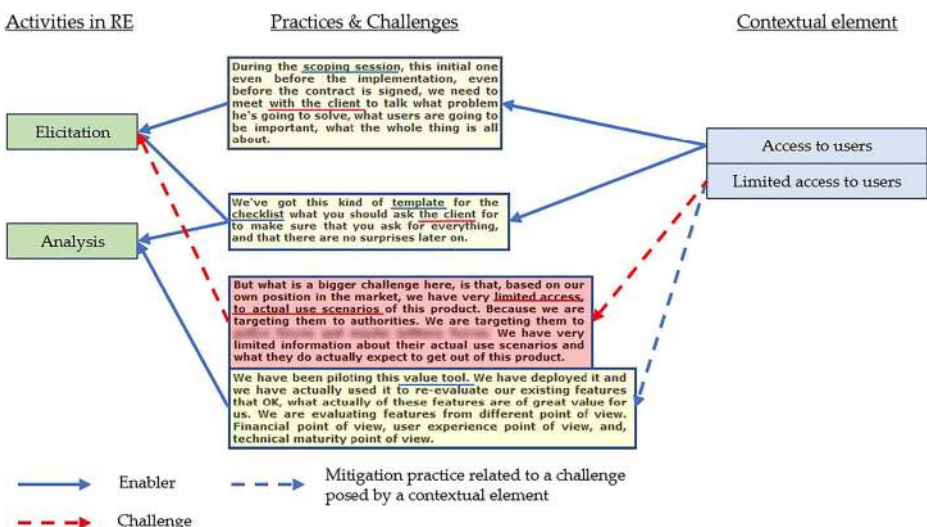 Activities in RE
Practices & Challenges
Contextual element
During the scoping session, this initial one
even before the implementation, even
before the contract is signed, we need to
meet with the client to talk what problem
he's going to solve, what users are going to
be important, what the whole thing is all
about.
Elicitation
Access to users
Limited access to users
We've got this kind of template for the
checklist what you should ask the client for
to make sure that you ask for everything,
and that there are no surprises later on.
Analysis
But what is a bigger challenge here, is that, based on our
own position in the market, we have very limited access,
to actual use scenarios of this product. Because we are
targeting them to authorities. We are targeting them to
We have very
limited information about their actual use scenarios and
what they do actually expect to get out of this product.
We have been piloting this value tool. We have deployed it and
we have actually used it to re-evaluate our existing features
that OK, what actually of these features are of great value for
us. We are evaluating features from different point of view.
Financial point of view, user experience point of view, and,
technical maturity point of view.
Enabler
Mitigation practice related to a challenge
posed by a contextual element
Challenge